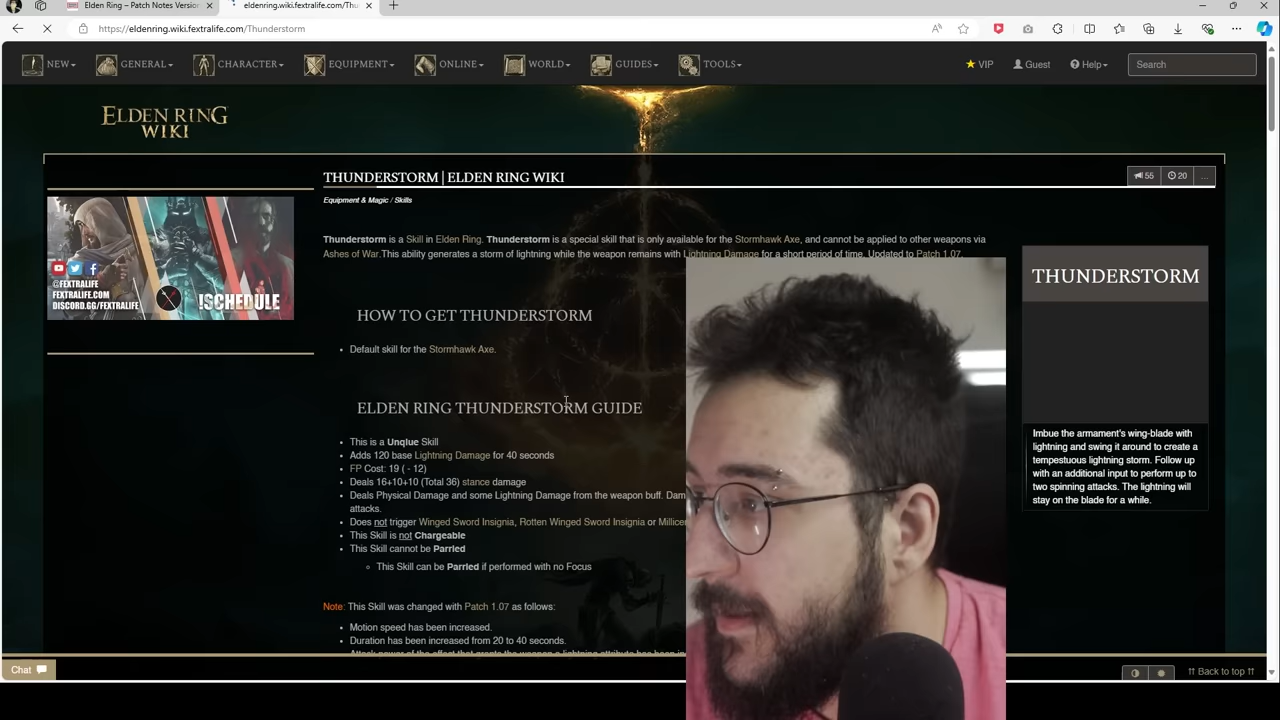 Elden Ring – Patch Notes Version
eldenring.wiki.fextralife.com/Thu
https://eldenring.wiki.fextralife.com/Thunderstorm
NEW
GENERAL
CHARACTER
EQUIPMENT
ONLINE
WORLD
GUIDES
TOOLS
VIP
Guest
Help
Search
ELDEN RING
WIKI
THUNDERSTORM | ELDEN RING WIKI
55
20
...
Equipment & Magic / Skills
@FEXTRALIFE
FEXTRALIFE.COM
DISCORD.GG/FEXTRALIFE
!SCHEDULE
Thunderstorm is a Skill in Elden Ring. Thunderstorm is a special skill that is only available for the Stormhawk Axe, and cannot be applied to other weapons via
Ashes of War.This ability generates a storm of lightning while the weapon remains with Lightning Damage for a short period of time. Updated to Patch 1.07.
THUNDERSTORM
HOW TO GET THUNDERSTORM
Default skill for the Stormhawk Axe.
ELDEN RING THUNDERSTORM GUIDE
This is a Unqiue Skill
Adds 120 base Lightning Damage for 40 seconds
FP Cost: 19 ( - 12)
Deals 16+10+10 (Total 36) stance damage
Deals Physical Damage and some Lightning Damage from the weapon buff.
attacks.
Does not trigger Winged Sword Insignia, Rotten Winged Sword Insignia or
This Skill is not Chargeable
This Skill cannot be Parried
This Skill can be Parried if performed with no Focus
Note: This Skill was changed with Patch 1.07 as follows:
Motion speed has been increased.
Duration has been increased from 20 to 40 seconds.
Imbue the armament's wing-blade with
lightning and swing it around to create a
tempestuous lightning storm. Follow up
with an additional input to perform up to
two spinning attacks. The lightning will
stay on the blade for a while.
Chat
Back to top